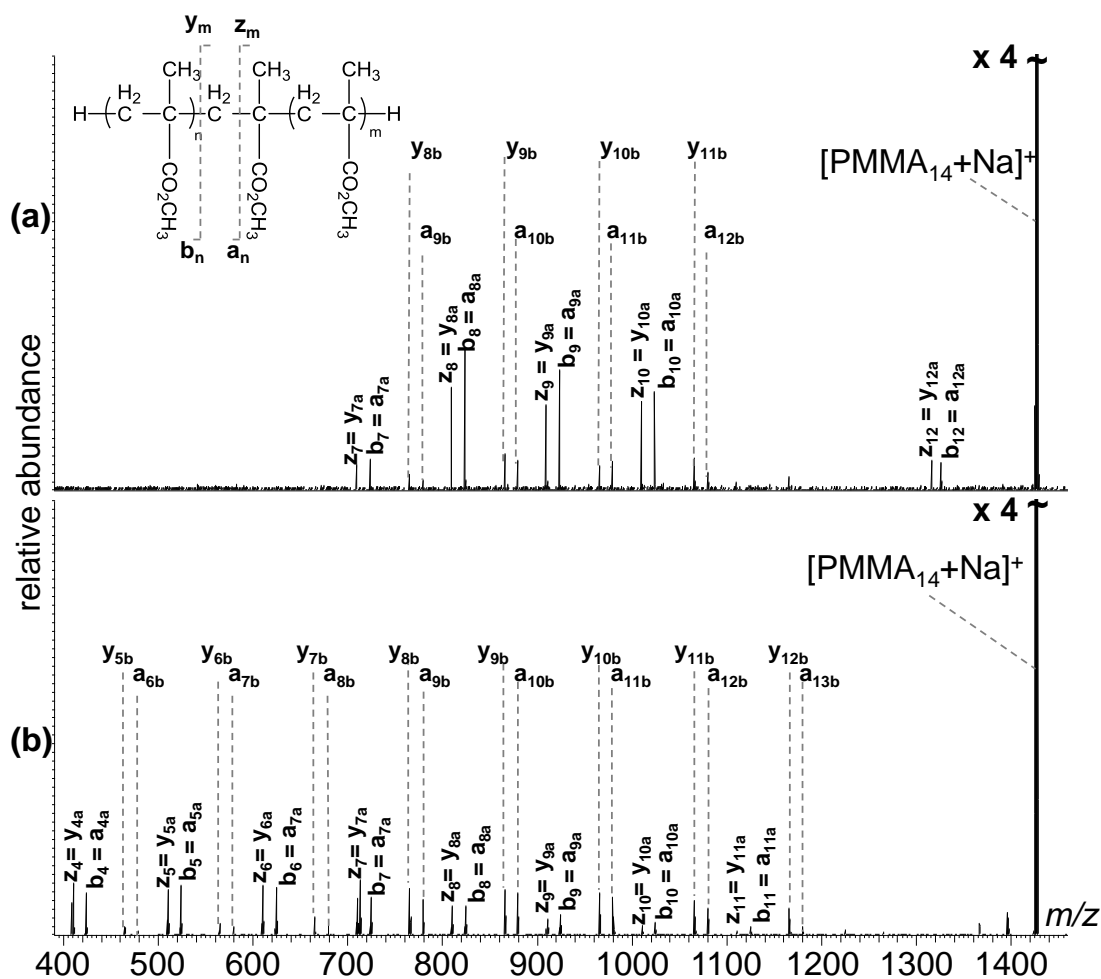 y_m z_m
CH₃ CH₃ CH₃
H₂ H₂ H₂
H C C C C C C H
n m
CO₂CH₃ CO₂CH₃ CO₂CH₃
b_n a_n
(a)
x 4 ~
[PMMA₁₄+Na]⁺
y₈b y₉b y₁₀b y₁₁b
a₉b a₁₀b a₁₁b a₁₂b
z₇ = y₇a
b₇ = a₇a
z₈ = y₈a
b₈ = a₈a
z₉ = y₉a
b₉ = a₉a
z₁₀ = y₁₀a
b₁₀ = a₁₀a
z₁₂ = y₁₂a
b₁₂ = a₁₂a
relative abundance
(b)
x 4 ~
[PMMA₁₄+Na]⁺
y₅b y₆b y₇b y₈b y₉b y₁₀b y₁₁b y₁₂b
a₆b a₇b a₈b a₉b a₁₀b a₁₁b a₁₂b a₁₃b
z₄ = y₄a
b₄ = a₄a
z₅ = y₅a
b₅ = a₅a
z₆ = y₆a
b₆ = a₇a
z₇ = y₇a
b₇ = a₇a
z₈ = y₈a
b₈ = a₈a
z₉ = y₉a
b₉ = a₉a
z₁₀ = y₁₀a
b₁₀ = a₁₀a
z₁₁ = y₁₁a
b₁₁ = a₁₁a
m/z
400 500 600 700 800 900 1000 1100 1200 1300 1400